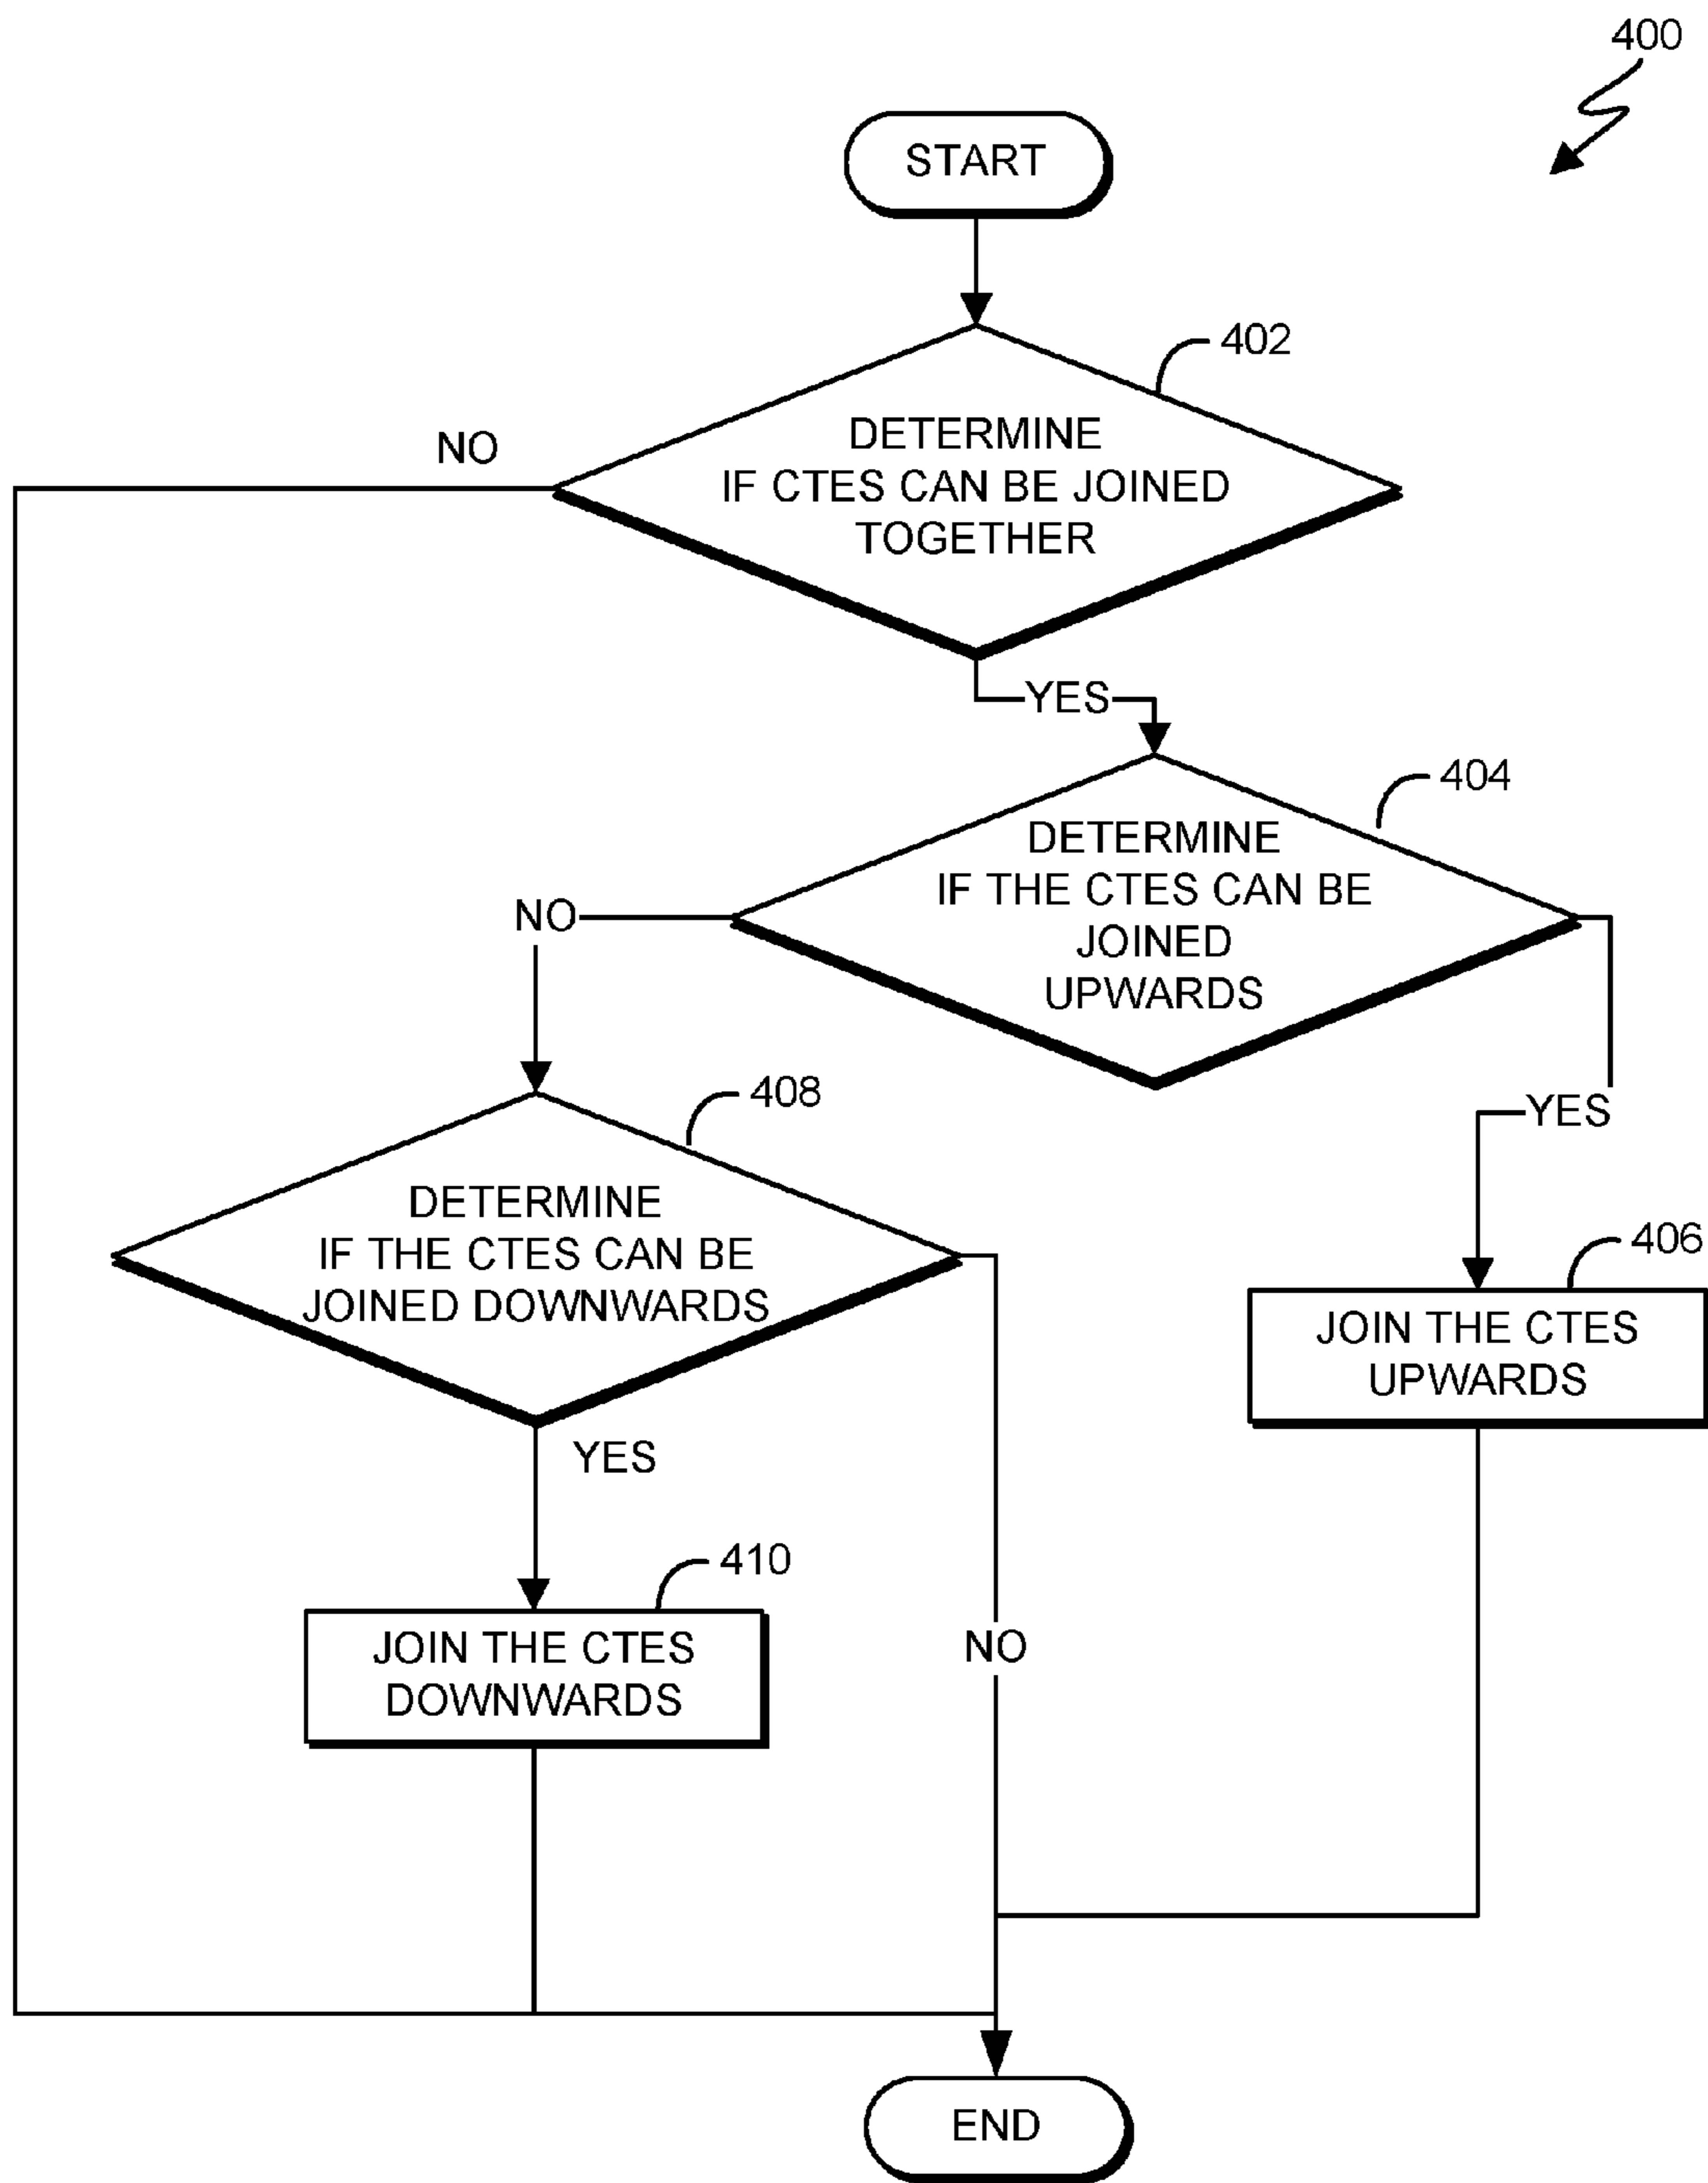 400
START
402
DETERMINE
IF CTES CAN BE JOINED
TOGETHER
NO
YES
404
DETERMINE
IF THE CTES CAN BE
JOINED
UPWARDS
NO
YES
408
DETERMINE
IF THE CTES CAN BE
JOINED DOWNWARDS
406
JOIN THE CTES
UPWARDS
YES
410
JOIN THE CTES
DOWNWARDS
NO
END